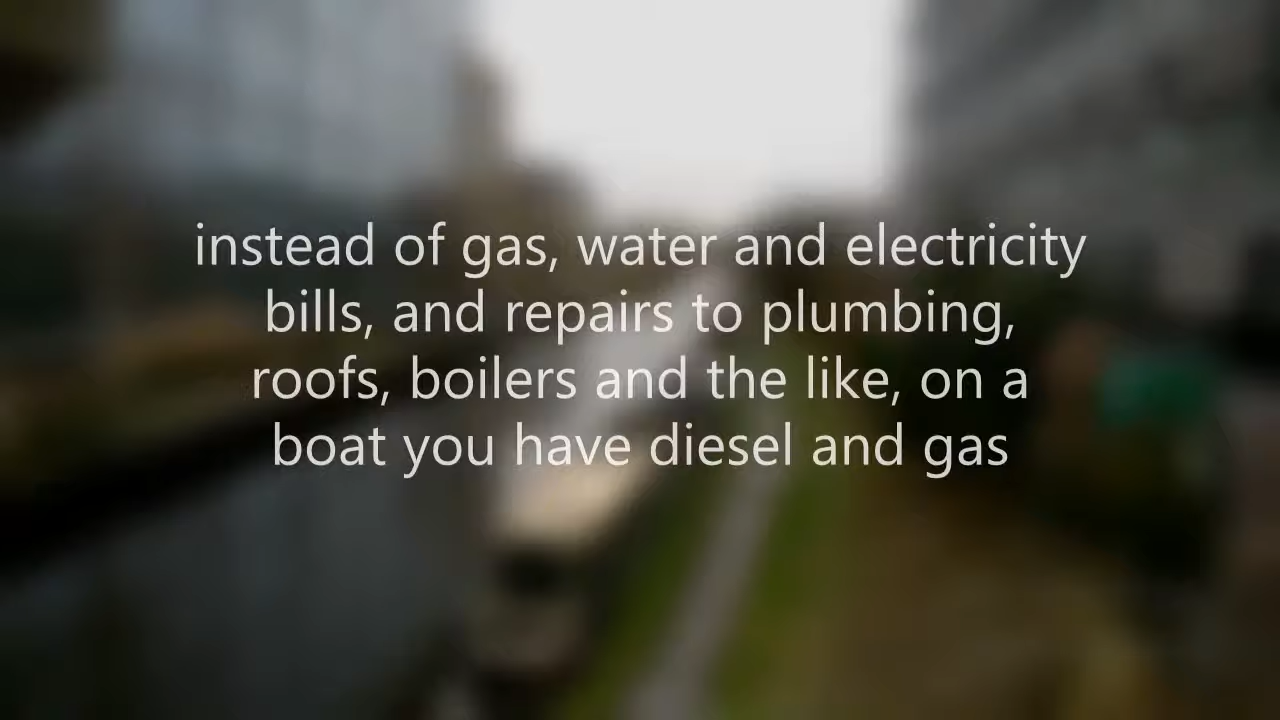 instead of gas, water and electricity
bills, and repairs to plumbing,
roofs, boilers and the like, on a
boat you have diesel and gas